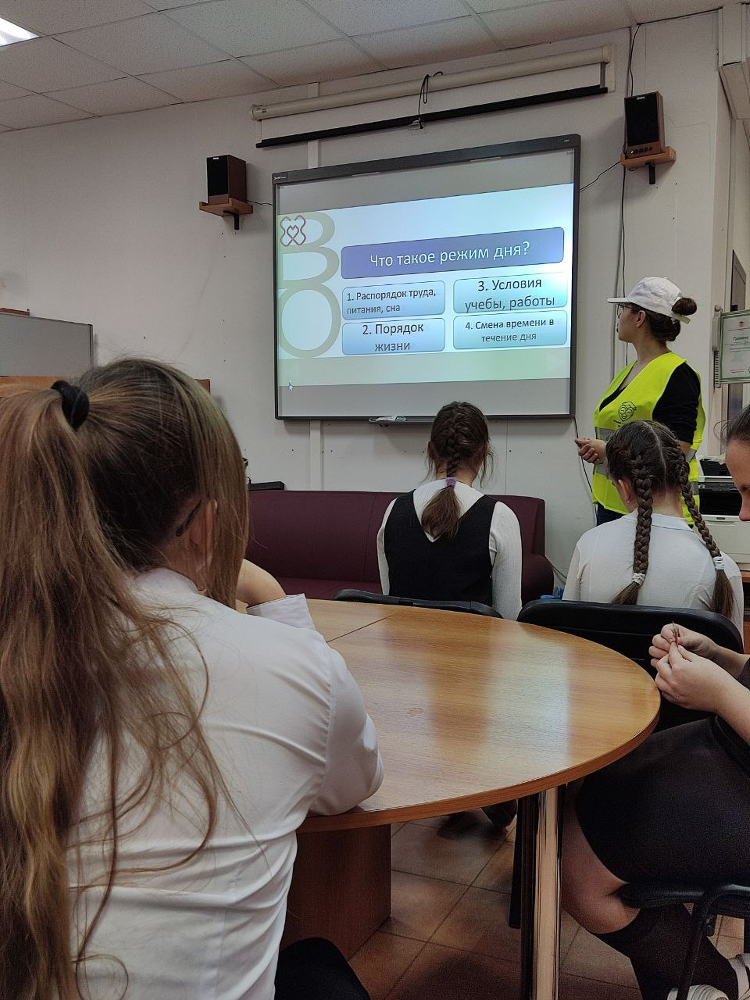 Что такое режим дня?
1. Распорядок труда,
питания, сна
2. Порядок
жизни
3. Условия
учебы, работы
4. Смена времени в
течение дня
Грамота